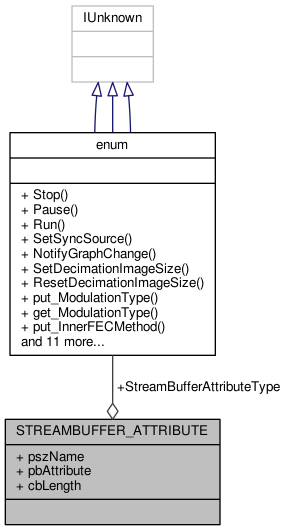 IUnknown
enum
+ Stop()
+ Pause()
+ Run()
+ SetSyncSource()
+ NotifyGraphChange()
+ SetDecimationImageSize()
+ ResetDecimationImageSize()
+ put_ModulationType()
+ get_ModulationType()
+ put_InnerFECMethod()
and 11 more...
+StreamBufferAttributeType
STREAMBUFFER_ATTRIBUTE
+ pszName
+ pbAttribute
+ cbLength